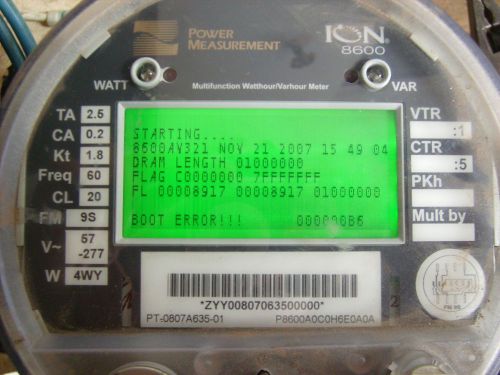 POWER
MEASUREMENT
ION
8600
WATT
Multifunction Watthour/Varhour Meter
VAR
TA 2.5
CA 0.2
Kt 1.8
Freq 60
CL 20
FM 9S
V~ 57
-277
W 4WY
STARTING....
8600AV321 NOV 21 2007 15 49 04
DRAM LENGTH 01000000
FLAG C0000000 7FFFFFFF
FL 00008917 00008917 01000000
BOOT ERROR!!! 000000B6
VTR
:1
CTR
:5
PKh
Mult by
*ZYY00807063500000*
PT-0807A635-01
P8600A0C0H6E0A0A
2